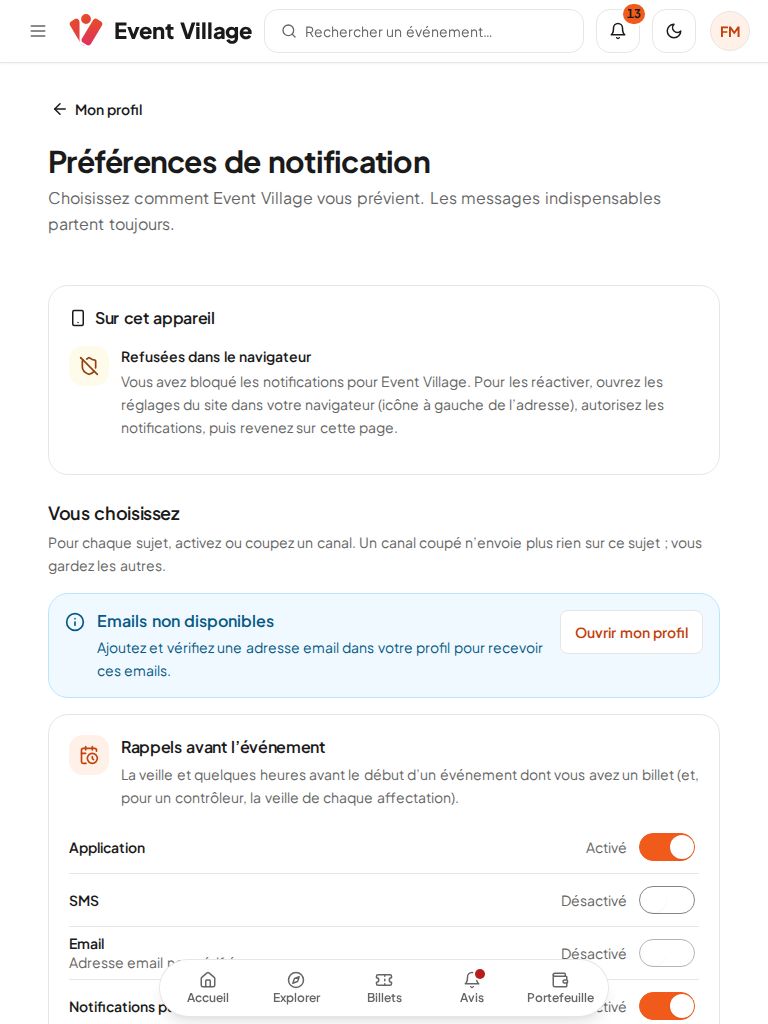 Event Village
Rechercher un événement…
13
FM
Mon profil
Préférences de notification
Choisissez comment Event Village vous prévient. Les messages indispensables
partent toujours.
Sur cet appareil
Refusées dans le navigateur
Vous avez bloqué les notifications pour Event Village. Pour les réactiver, ouvrez les
réglages du site dans votre navigateur (icône à gauche de l’adresse), autorisez les
notifications, puis revenez sur cette page.
Vous choisissez
Pour chaque sujet, activez ou coupez un canal. Un canal coupé n’envoie plus rien sur ce sujet ; vous
gardez les autres.
Emails non disponibles
Ajoutez et vérifiez une adresse email dans votre profil pour recevoir
ces emails.
Ouvrir mon profil
Rappels avant l’événement
La veille et quelques heures avant le début d’un événement dont vous avez un billet (et,
pour un contrôleur, la veille de chaque affectation).
Application
Activé
SMS
Désactivé
Email
Adresse email
Désactivé
Notifications
Accueil
Explorer
Billets
Avis
Portefeuille